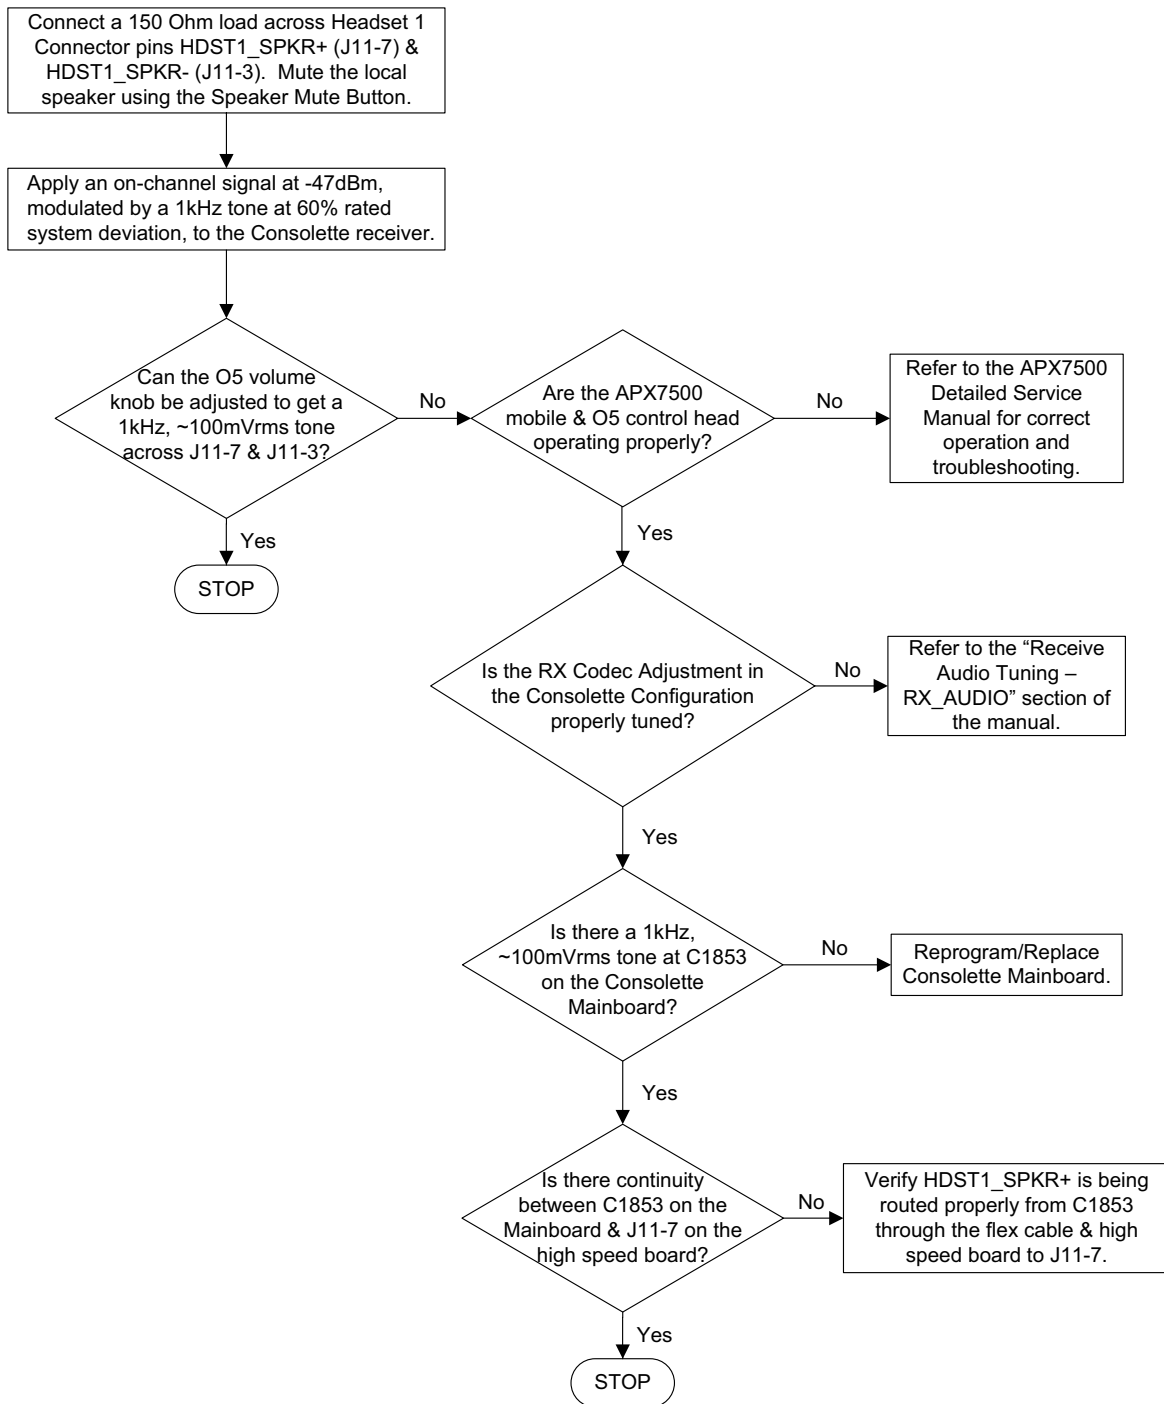 Connect a 150 Ohm load across Headset 1
Connector pins HDST1_SPKR+ (J11-7) &
HDST1_SPKR- (J11-3).  Mute the local
speaker using the Speaker Mute Button.
Apply an on-channel signal at -47dBm,
modulated by a 1kHz tone at 60% rated
system deviation, to the Consolette receiver.
Can the O5 volume
knob be adjusted to get a
1kHz, ~100mVrms tone
across J11-7 & J11-3?
No
Yes
STOP
Are the APX7500
mobile & O5 control head
operating properly?
No
Refer to the APX7500
Detailed Service
Manual for correct
operation and
troubleshooting.
Yes
Is the RX Codec Adjustment in
the Consolette Configuration
properly tuned?
No
Refer to the “Receive
Audio Tuning –
RX_AUDIO” section of
the manual.
Yes
Is there a 1kHz,
~100mVrms tone at C1853
on the Consolette
Mainboard?
No
Reprogram/Replace
Consolette Mainboard.
Yes
Is there continuity
between C1853 on the
Mainboard & J11-7 on the
high speed board?
No
Verify HDST1_SPKR+ is being
routed properly from C1853
through the flex cable & high
speed board to J11-7.
Yes
STOP